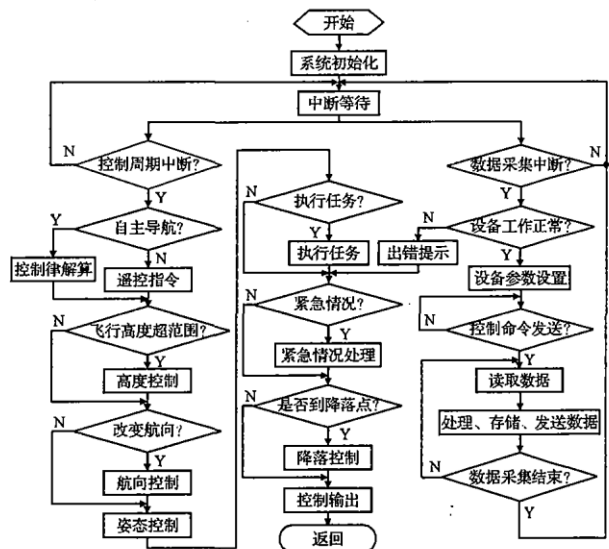 开始
系统初始化
中断等待
N
控制周期中断?
Y
Y
自主导航?
N
控制律解算
遥控指令
N
飞行高度超范围?
Y
高度控制
N
改变航向?
Y
航向控制
姿态控制
N
执行任务?
Y
执行任务
N
紧急情况?
Y
紧急情况处理
N
是否到降落点?
Y
降落控制
控制输出
返回
数据采集中断?
N
Y
N
设备工作正常?
Y
出错提示
设备参数设置
N
控制命令发送?
Y
读取数据
处理、存储、发送数据
N
数据采集结束?
Y